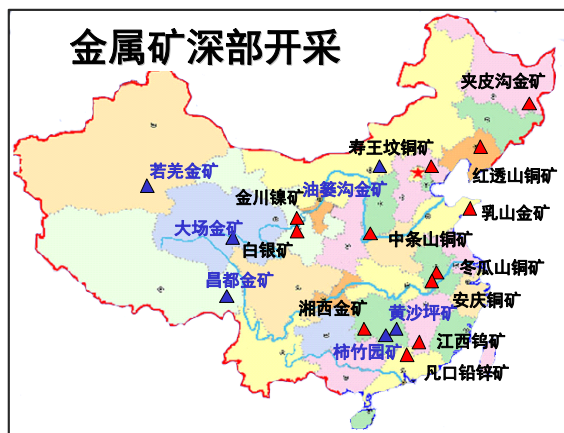 金属矿深部开采
夹皮沟金矿
寿王坟铜矿
红透山铜矿
若羌金矿
金川镍矿
油篓沟金矿
乳山金矿
大场金矿
白银矿
中条山铜矿
冬瓜山铜矿
昌都金矿
安庆铜矿
湘西金矿
黄沙坪矿
江西钨矿
柿竹园矿
凡口铅锌矿